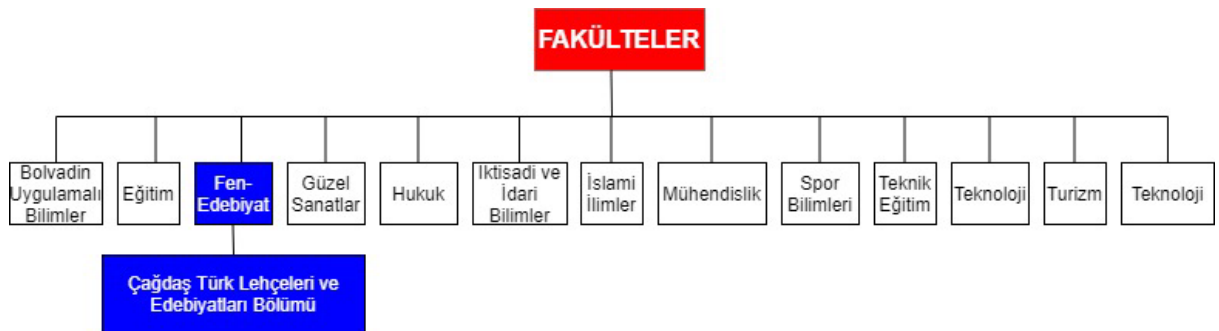 FAKÜLTELER
Bolvadin
Uygulamalı
Bilimler
Eğitim
Fen-
Edebiyat
Güzel
Sanatlar
Hukuk
Iktisadi ve
İdari
Bilimler
İslami
İlimler
Mühendislik
Spor
Bilimleri
Teknik
Eğitim
Teknoloji
Turizm
Teknoloji
Çağdaş Türk Lehçeleri ve
Edebiyatları Bölümü